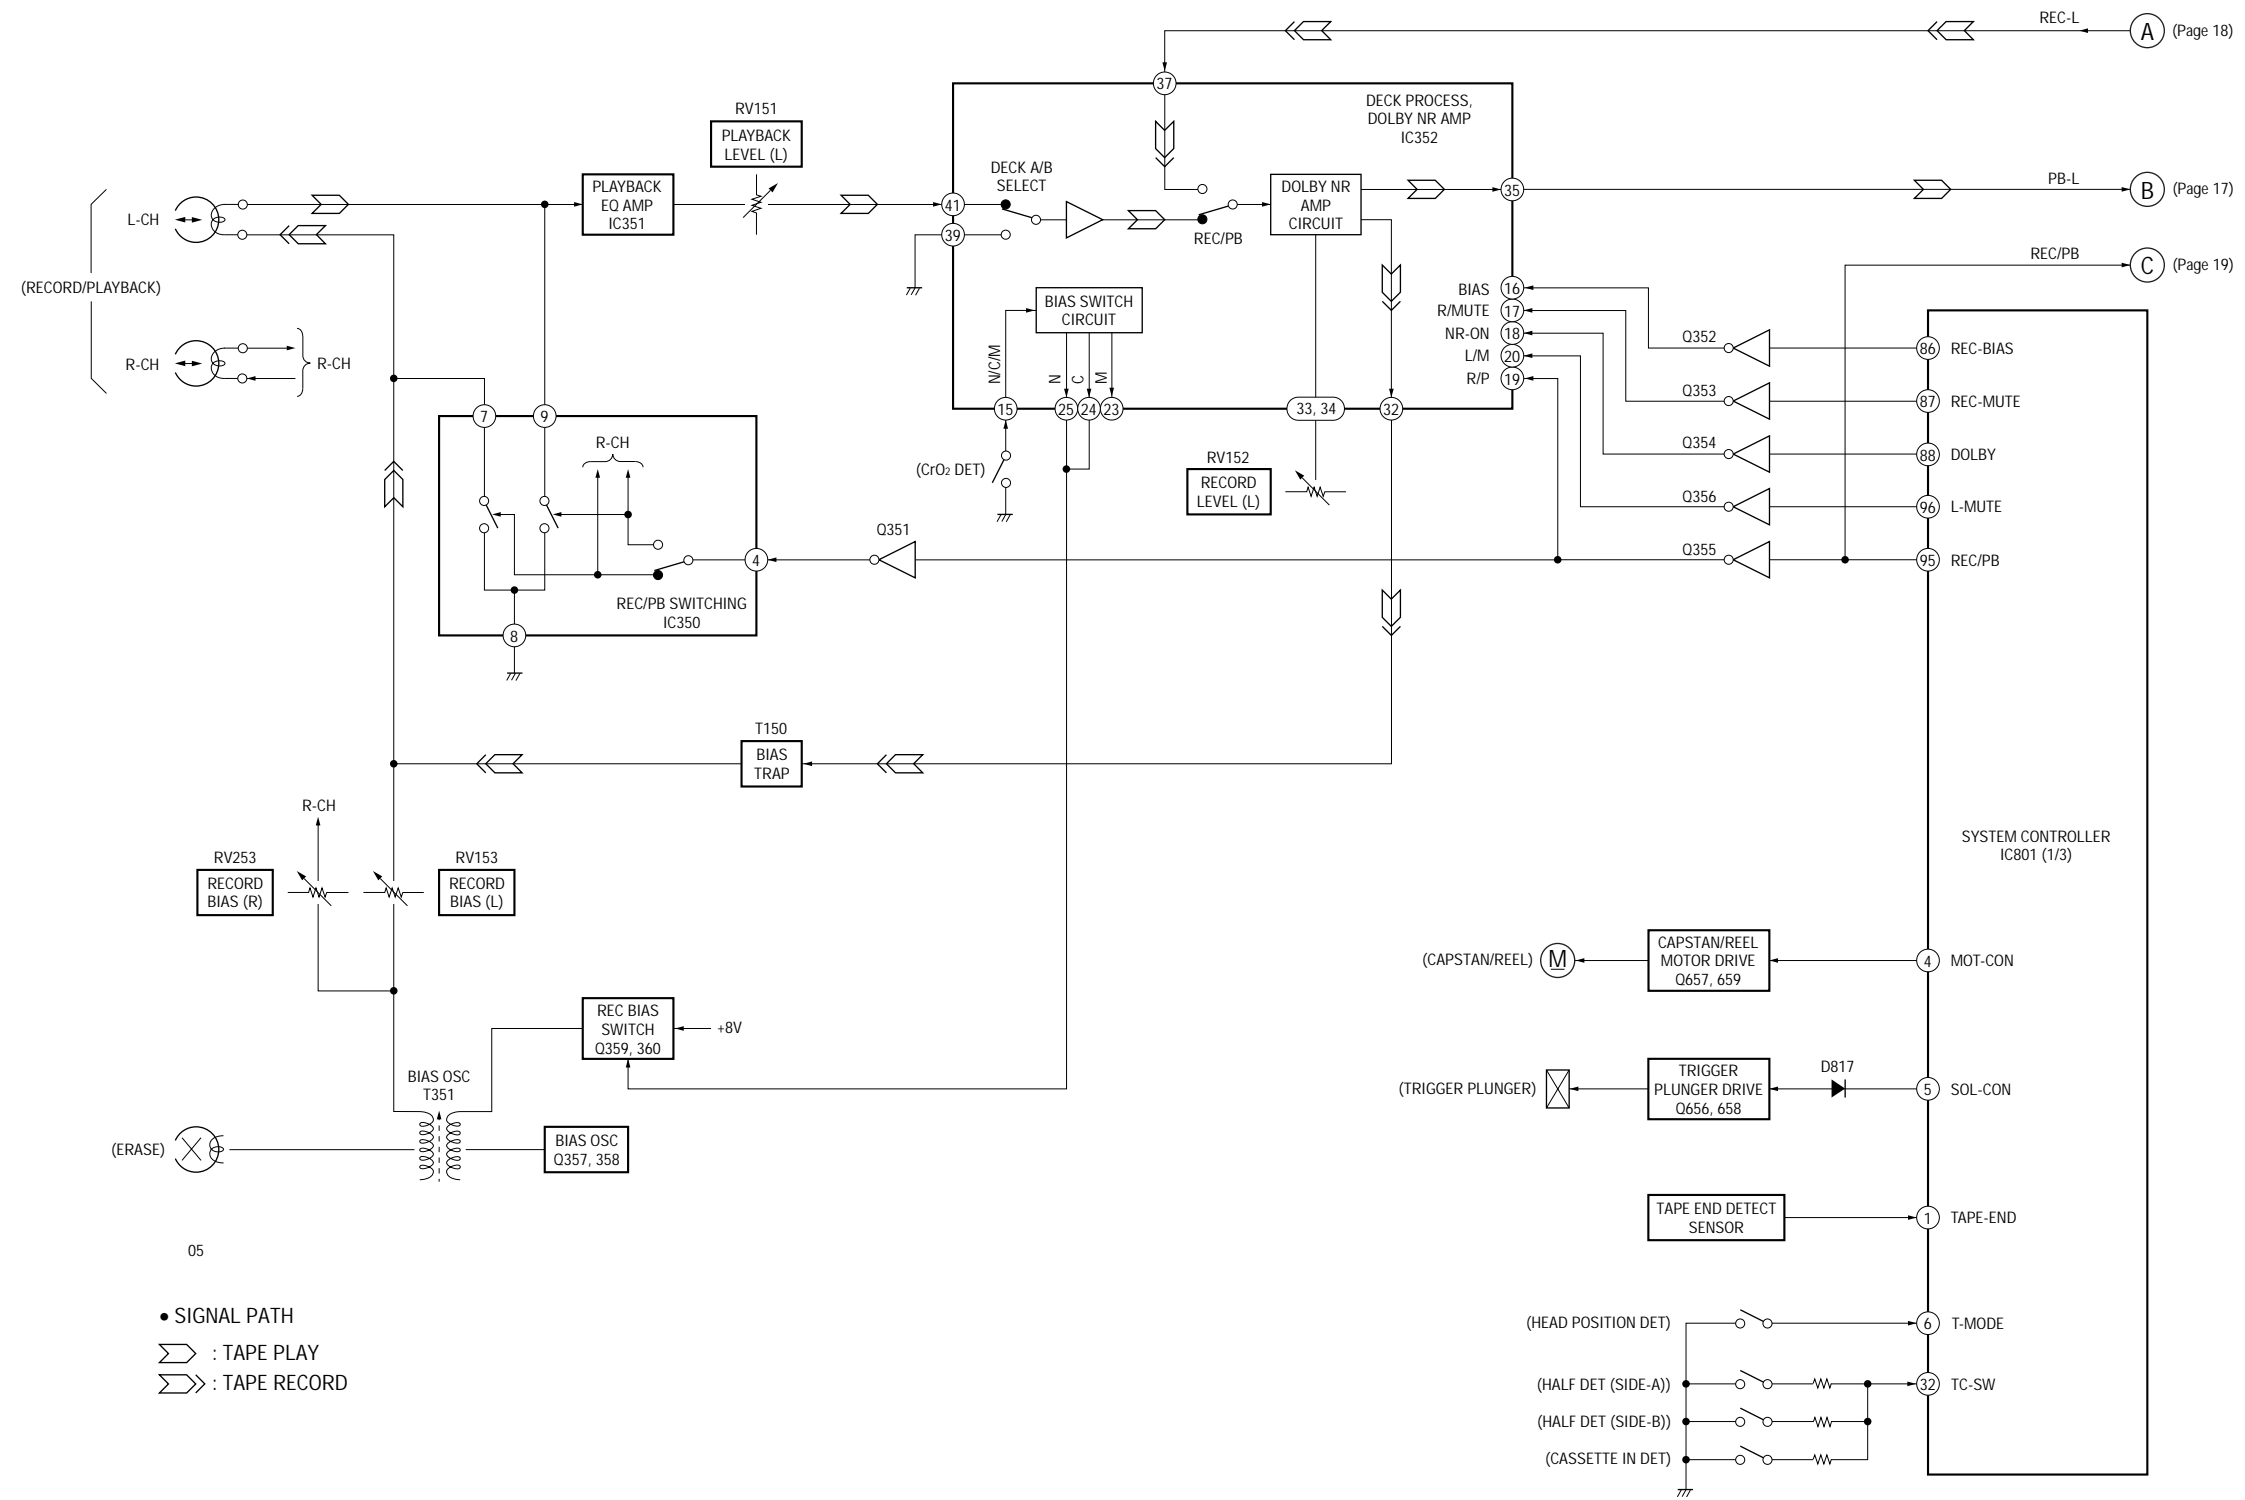 REC-L
A
(Page 18)
37
DECK PROCESS,
DOLBY NR AMP
IC352
RV151
PLAYBACK
LEVEL (L)
DECK A/B
SELECT
PLAYBACK
EQ AMP
IC351
41
39
REC/PB
DOLBY NR
AMP
CIRCUIT
35
PB-L
B
(Page 17)
L-CH
(RECORD/PLAYBACK)
R-CH
R-CH
REC/PB
C
(Page 19)
BIAS SWITCH
CIRCUIT
N/C/M
N
C
M
15
25
24
23
33, 34
32
BIAS
16
R/MUTE
17
NR-ON
18
L/M
20
R/P
19
Q352
86
REC-BIAS
Q353
87
REC-MUTE
Q354
88
DOLBY
Q356
96
L-MUTE
Q355
95
REC/PB
7
9
R-CH
4
Q351
REC/PB SWITCHING
IC350
8
(CrO2 DET)
RV152
RECORD
LEVEL (L)
T150
BIAS
TRAP
R-CH
RV253
RECORD
BIAS (R)
RV153
RECORD
BIAS (L)
SYSTEM CONTROLLER
IC801 (1/3)
(CAPSTAN/REEL)
M
CAPSTAN/REEL
MOTOR DRIVE
Q657, 659
4
MOT-CON
REC BIAS
SWITCH
Q359, 360
+8V
BIAS OSC
T351
(TRIGGER PLUNGER)
TRIGGER
PLUNGER DRIVE
Q656, 658
D817
5
SOL-CON
(ERASE)
BIAS OSC
Q357, 358
TAPE END DETECT
SENSOR
1
TAPE-END
05
• SIGNAL PATH
: TAPE PLAY
: TAPE RECORD
(HEAD POSITION DET)
6
T-MODE
(HALF DET (SIDE-A))
32
TC-SW
(HALF DET (SIDE-B))
(CASSETTE IN DET)